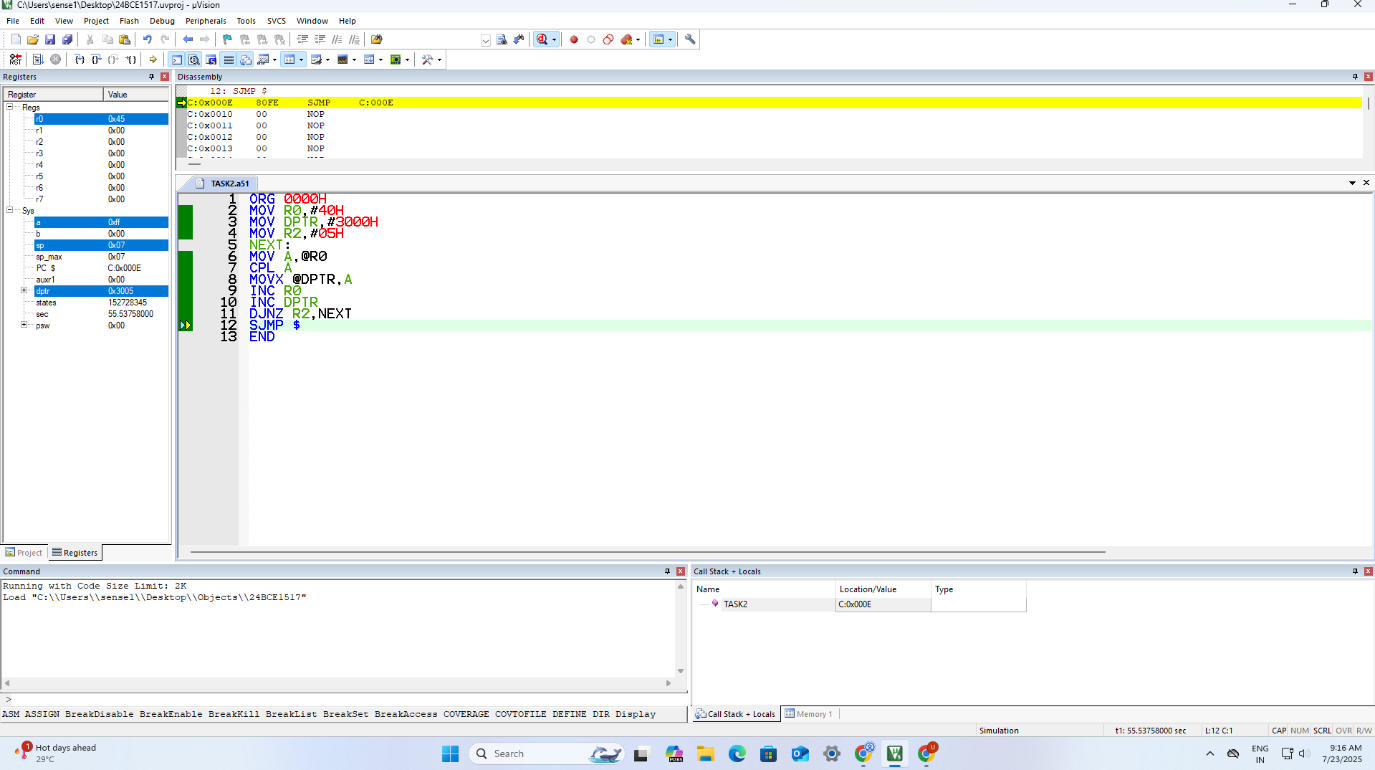 C:\Users\sense1\Desktop\24BCE1517.uvproj - µVision
File Edit View Project Flash Debug Peripherals Tools SVCS Window Help
Registers
Register Value
Regs
r0 0x45
r1 0x00
r2 0x00
r3 0x00
r4 0x00
r5 0x00
r6 0x00
r7 0x00
Sys
a 0xff
b 0x00
sp 0x07
sp_max 0x07
PC $ C:0x000E
auxr1 0x00
dptr 0x3005
states 152728345
sec 55.53758000
psw 0x00
Project Registers
Disassembly
12: SJMP $
C:0x000E 80FE SJMP C:000E
C:0x0010 00 NOP
C:0x0011 00 NOP
C:0x0012 00 NOP
C:0x0013 00 NOP
TASK2.a51
1 ORG 0000H
2 MOV R0,#40H
3 MOV DPTR,#3000H
4 MOV R2,#05H
5 NEXT:
6 MOV A,@R0
7 CPL A
8 MOVX @DPTR,A
9 INC R0
10 INC DPTR
11 DJNZ R2,NEXT
12 SJMP $
13 END
Command
Running with Code Size Limit: 2K
Load "C:\\Users\\sense1\\Desktop\\Objects\\24BCE1517"
>
ASM ASSIGN BreakDisable BreakEnable BreakKill BreakList BreakSet BreakAccess COVERAGE COVTOFILE DEFINE DIR Display
Call Stack + Locals
Name Location/Value Type
TASK2 C:0x000E
Call Stack + Locals Memory 1
Simulation t1: 55.53758000 sec L:12 C:1 CAP NUM SCRL OVR R/W
1 Hot days ahead
29°C
Search
ENG
IN
9:16 AM
7/23/2025